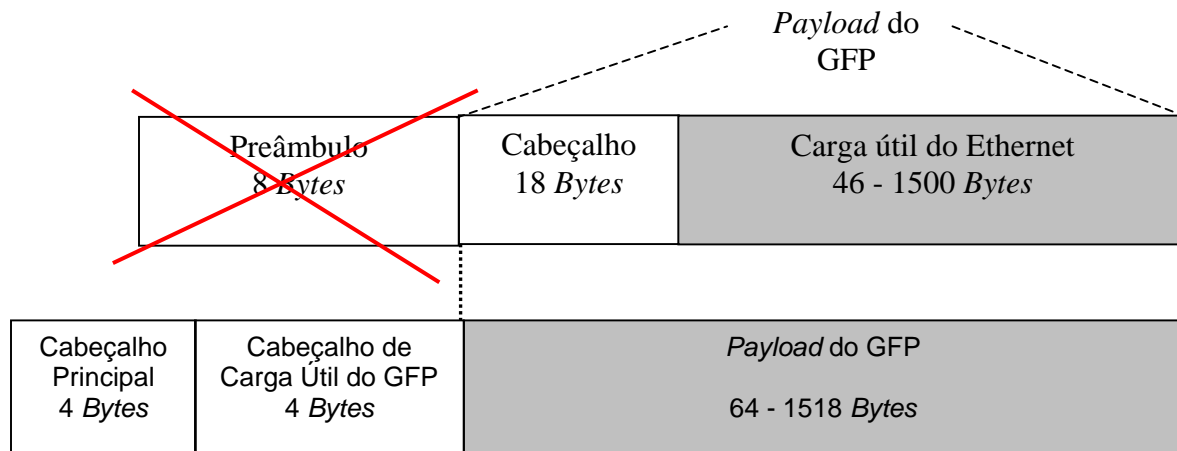 Payload do
GFP
Preâmbulo
8 Bytes
Cabeçalho
18 Bytes
Carga útil do Ethernet
46 - 1500 Bytes
Cabeçalho
Principal
4 Bytes
Cabeçalho de
Carga Útil do GFP
4 Bytes
Payload do GFP
64 - 1518 Bytes